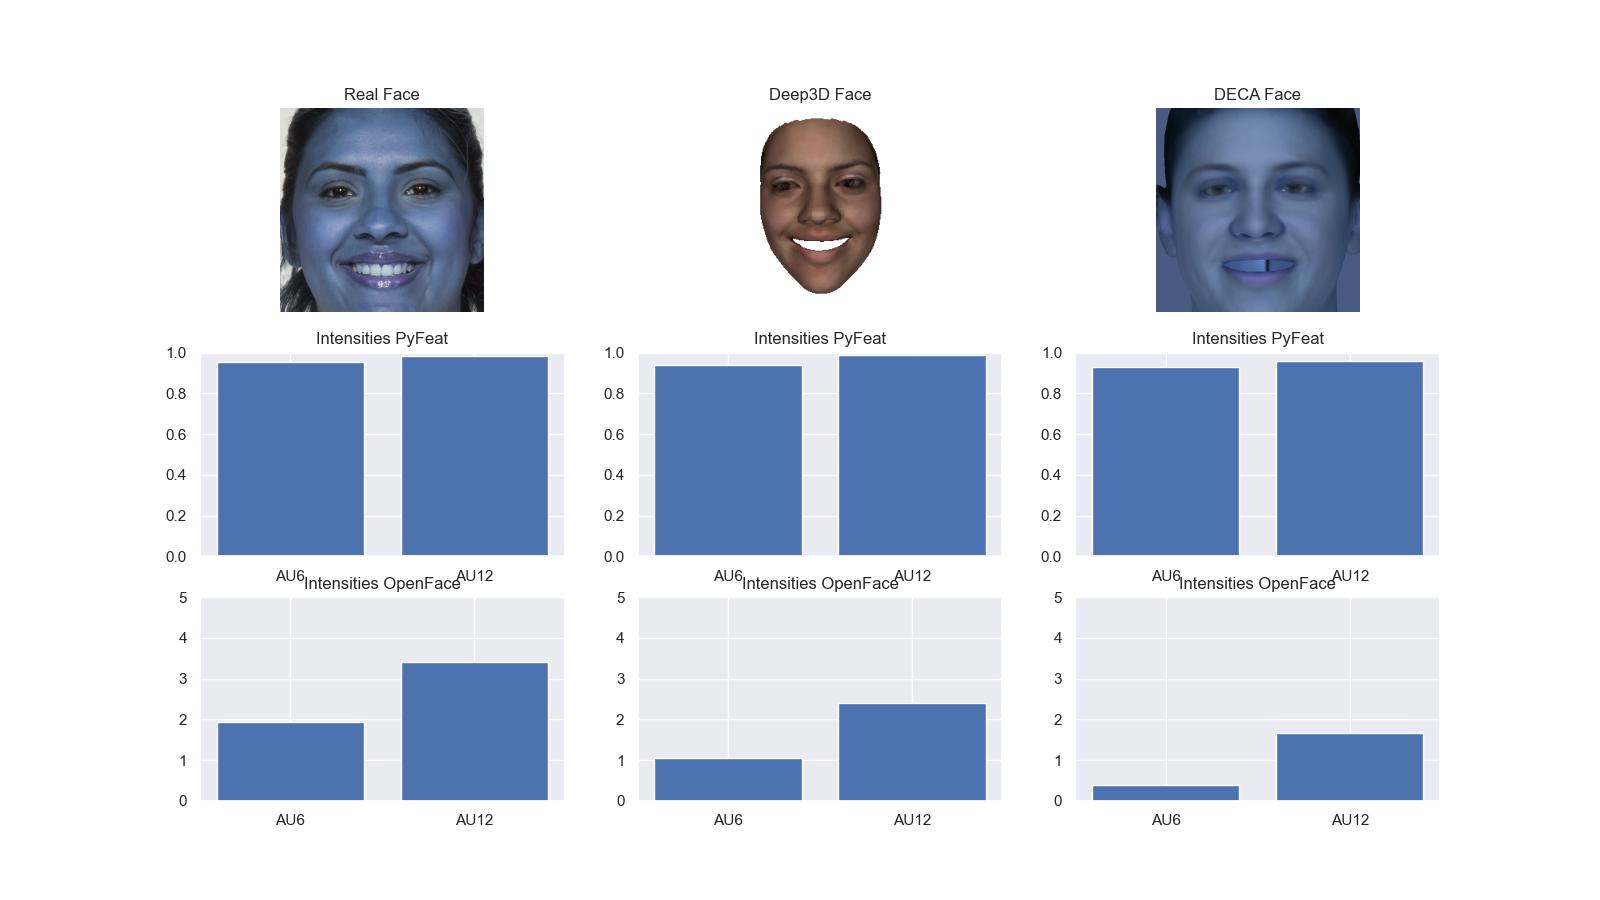 Real Face
Deep3D Face
DECA Face
Intensities PyFeat
1.0
0.8
0.6
0.4
0.2
0.0
AU6
AU12
Intensities PyFeat
1.0
0.8
0.6
0.4
0.2
0.0
AU6
AU12
Intensities PyFeat
1.0
0.8
0.6
0.4
0.2
0.0
AU6
AU12
Intensities OpenFace
5
4
3
2
1
0
AU6
AU12
Intensities OpenFace
5
4
3
2
1
0
AU6
AU12
Intensities OpenFace
5
4
3
2
1
0
AU6
AU12